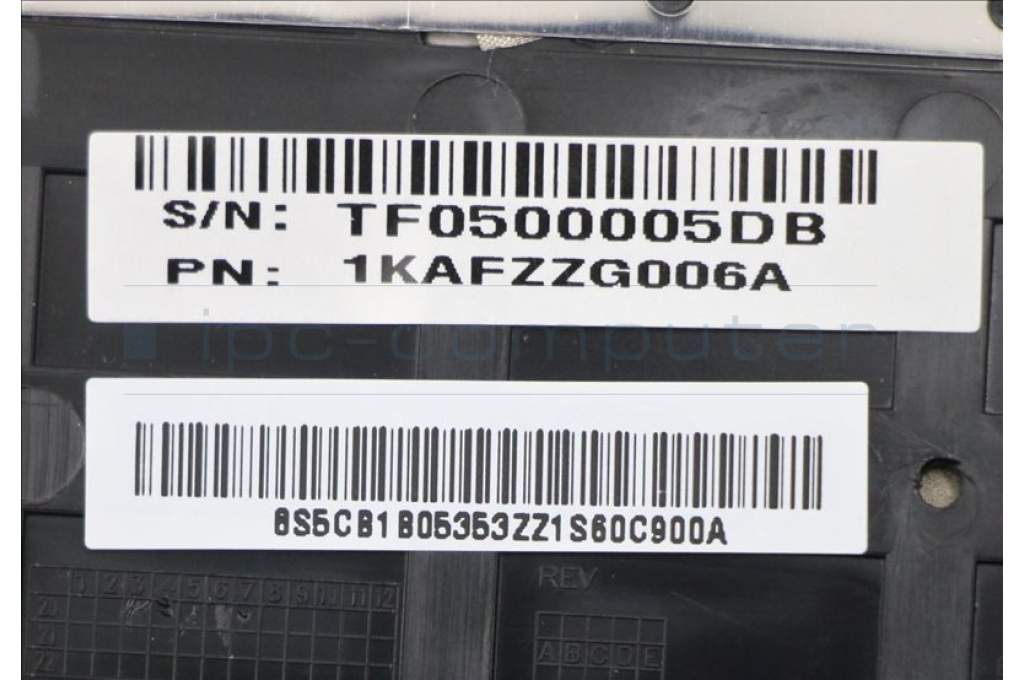 S/N: TF0500005DB
PN: 1KAFZZG006A
ipc-computer
8S5CB1B05353ZZ1S60C900A
REV
1 2 3 4 5 6 7 8 9 10 11 12
20
21
22
A B C D E